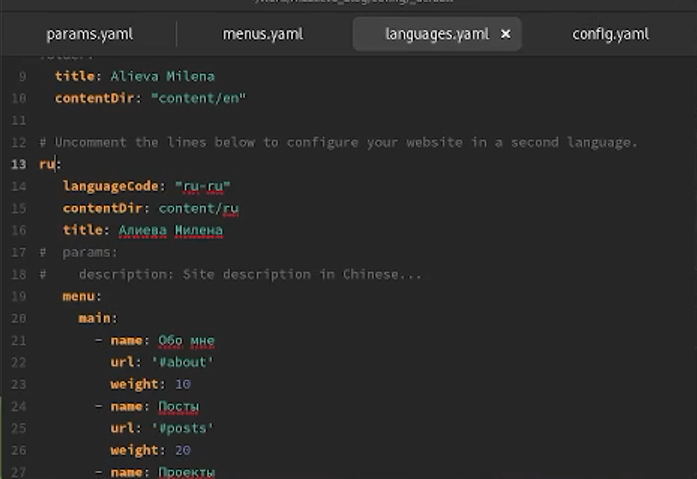 params.yaml menus.yaml languages.yaml × config.yaml
9 title: Alieva Milena
10 contentDir: "content/en"
11
12 # Uncomment the lines below to configure your website in a second language.
13 ru:
14 languageCode: "ru-ru"
15 contentDir: content/ru
16 title: Алиева Милена
17 # params:
18 # description: Site description in Chinese...
19 menu:
20 main:
21 - name: Обо мне
22 url: '#about'
23 weight: 10
24 - name: Посты
25 url: '#posts'
26 weight: 20
27 - name: Проекты